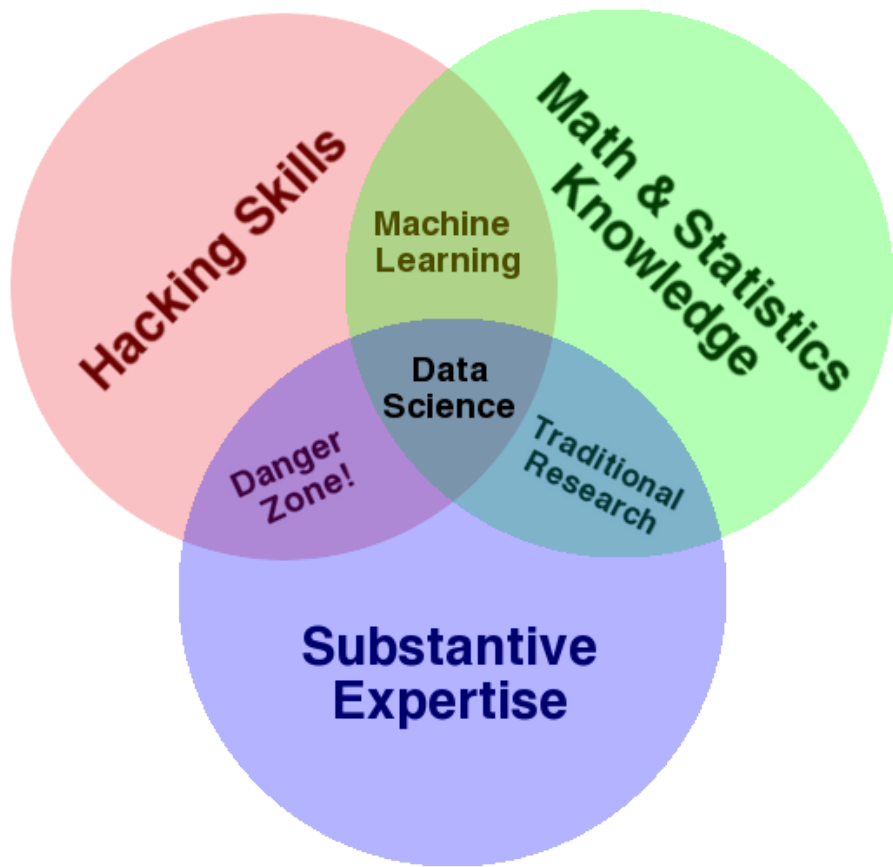 Hacking Skills
Math & Statistics
Knowledge
Machine
Learning
Data
Science
Danger
Zone!
Traditional
Research
Substantive
Expertise